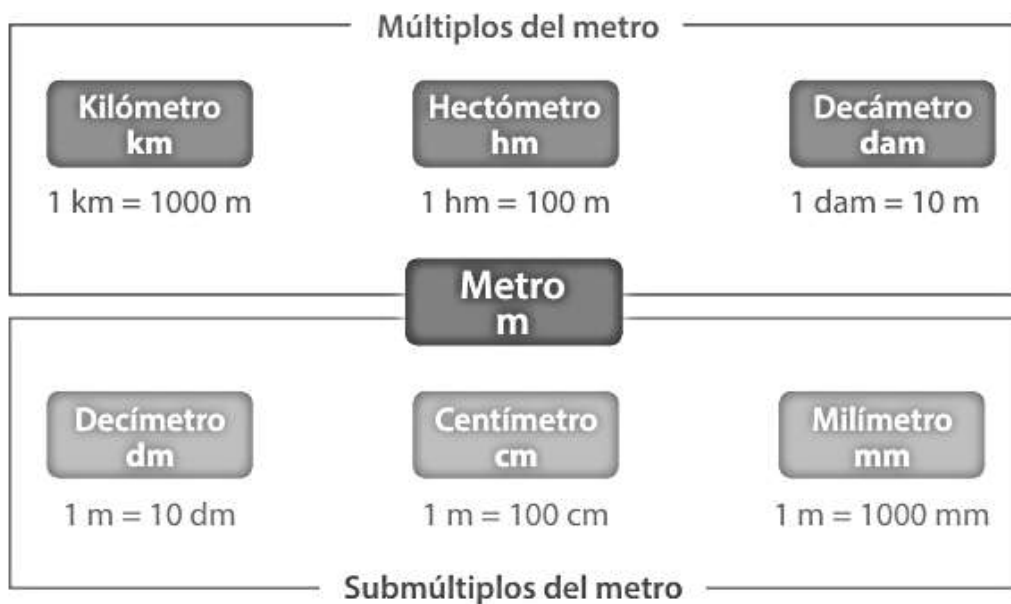 Múltiplos del metro
Kilómetro
km
Hectómetro
hm
Decámetro
dam
1 km = 1000 m
1 hm = 100 m
1 dam = 10 m
Metro
m
Decímetro
dm
Centímetro
cm
Milímetro
mm
1 m = 10 dm
1 m = 100 cm
1 m = 1000 mm
Submúltiplos del metro